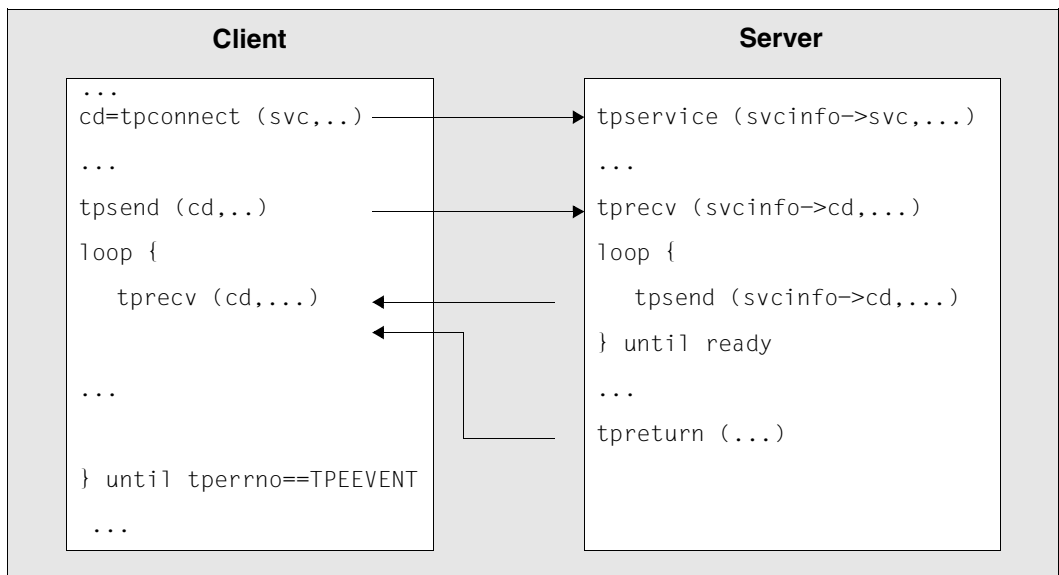 Client
...
cd=tpconnect (svc,..)
...
tpsend (cd,..)
loop {
tprecv (cd,...)
...
} until tperrno==TPEEVENT
...
Server
tpservice (svcinfo->svc,...)
...
tprecv (svcinfo->cd,...)
loop {
tpsend (svcinfo->cd,...)
} until ready
...
tpreturn (...)